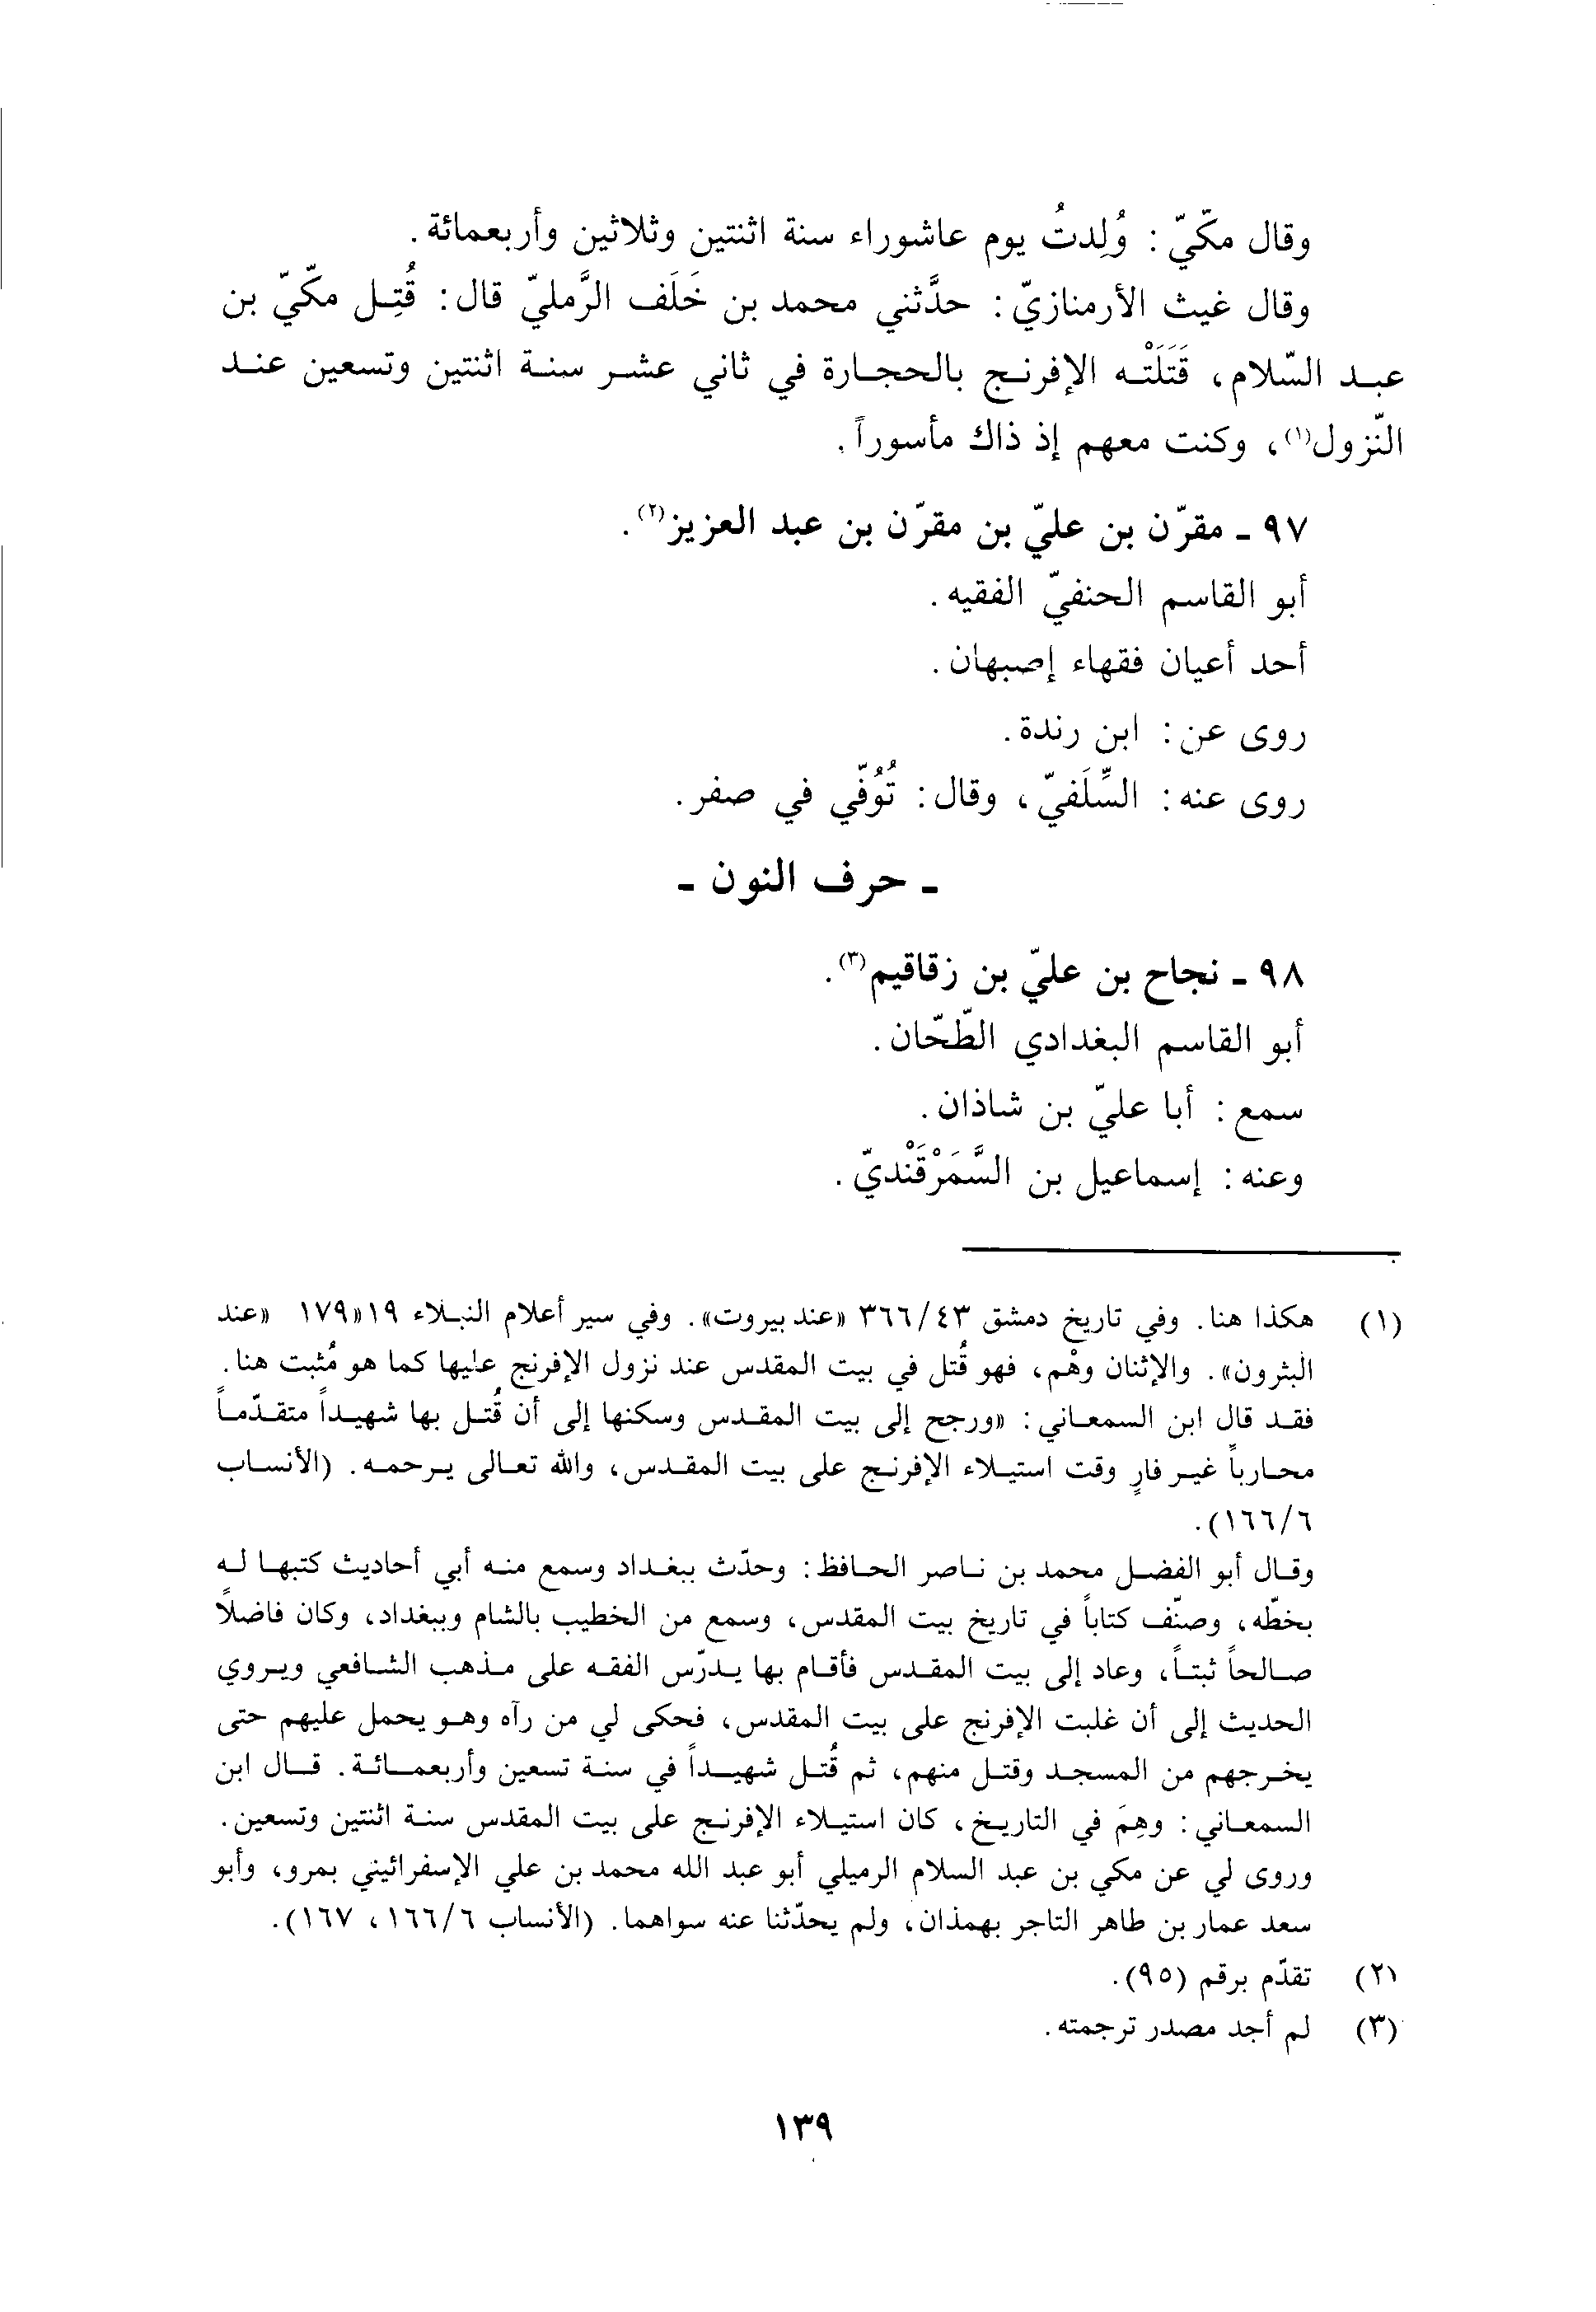 وقال مكّيّ: وُلِدتُ يوم عاشوراء سنة اثنتين وثلاثين وأربعمائة.
وقال غيث الأرمنازيّ: حدَّثني محمد بن خَلَف الرَّمليّ قال: قُتِل مكّيّ بن
عبد السّلام، قَتَلَتْه الإفرنج بالحجارة في ثاني عشر سنة اثنتين وتسعين عند
النّزول(١)، وكنت معهم إذ ذاك مأسوراً.
٩٧ - مقرّن بن عليّ بن مقرّن بن عبد العزيز(٢).
أبو القاسم الحنفيّ الفقيه.
أحد أعيان فقهاء إصبهان.
روى عن: ابن رندة.
روى عنه: السِّلَفيّ، وقال: تُوُفّي في صفر.
- حرف النون -
٩٨ - نجاح بن عليّ بن زقاقيم(٣).
أبو القاسم البغدادي الطّحّان.
سمع: أبا عليّ بن شاذان.
وعنه: إسماعيل بن السَّمَرْقَنْديّ.
(١) هكذا هنا. وفي تاريخ دمشق ٤٣/٣٦٦ «عند بيروت». وفي سير أعلام النبلاء ١٩«١٧٩ «عند
البثرون». والإثنان وهْم، فهو قُتل في بيت المقدس عند نزول الإفرنج عليها كما هو مُثبت هنا.
فقد قال ابن السمعاني: «ورجح إلى بيت المقدس وسكنها إلى أن قُتل بها شهيداً متقدّماً
محارباً غير فارٍ وقت استيلاء الإفرنج على بيت المقدس، والله تعالى يرحمه. (الأنساب
٦/١٦٦).
وقال أبو الفضل محمد بن ناصر الحافظ: وحدّث ببغداد وسمع منه أبي أحاديث كتبها له
بخطّه، وصنّف كتاباً في تاريخ بيت المقدس، وسمع من الخطيب بالشام وببغداد، وكان فاضلاً
صالحاً ثبتاً، وعاد إلى بيت المقدس فأقام بها يدرّس الفقه على مذهب الشافعي ويروي
الحديث إلى أن غلبت الإفرنج على بيت المقدس، فحكى لي من رآه وهو يحمل عليهم حتى
يخرجهم من المسجد وقتل منهم، ثم قُتل شهيداً في سنة تسعين وأربعمائة. قال ابن
السمعاني: وهِمَ في التاريخ، كان استيلاء الإفرنج على بيت المقدس سنة اثنتين وتسعين.
وروى لي عن مكي بن عبد السلام الرميلي أبو عبد الله محمد بن علي الإسفرائيني بمرو، وأبو
سعد عمار بن طاهر التاجر بهمذان، ولم يحدّثنا عنه سواهما. (الأنساب ٦/١٦٦، ١٦٧).
(٢) تقدّم برقم (٩٥).
(٣) لم أجد مصدر ترجمته.
١٣٩